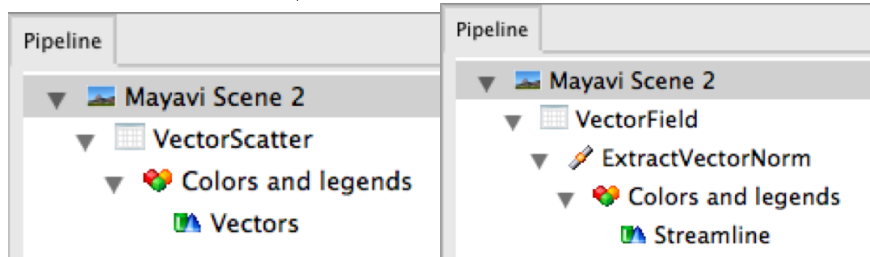 Pipeline
Mayavi Scene 2
VectorScatter
Colors and legends
Vectors
Pipeline
Mayavi Scene 2
VectorField
ExtractVectorNorm
Colors and legends
Streamline